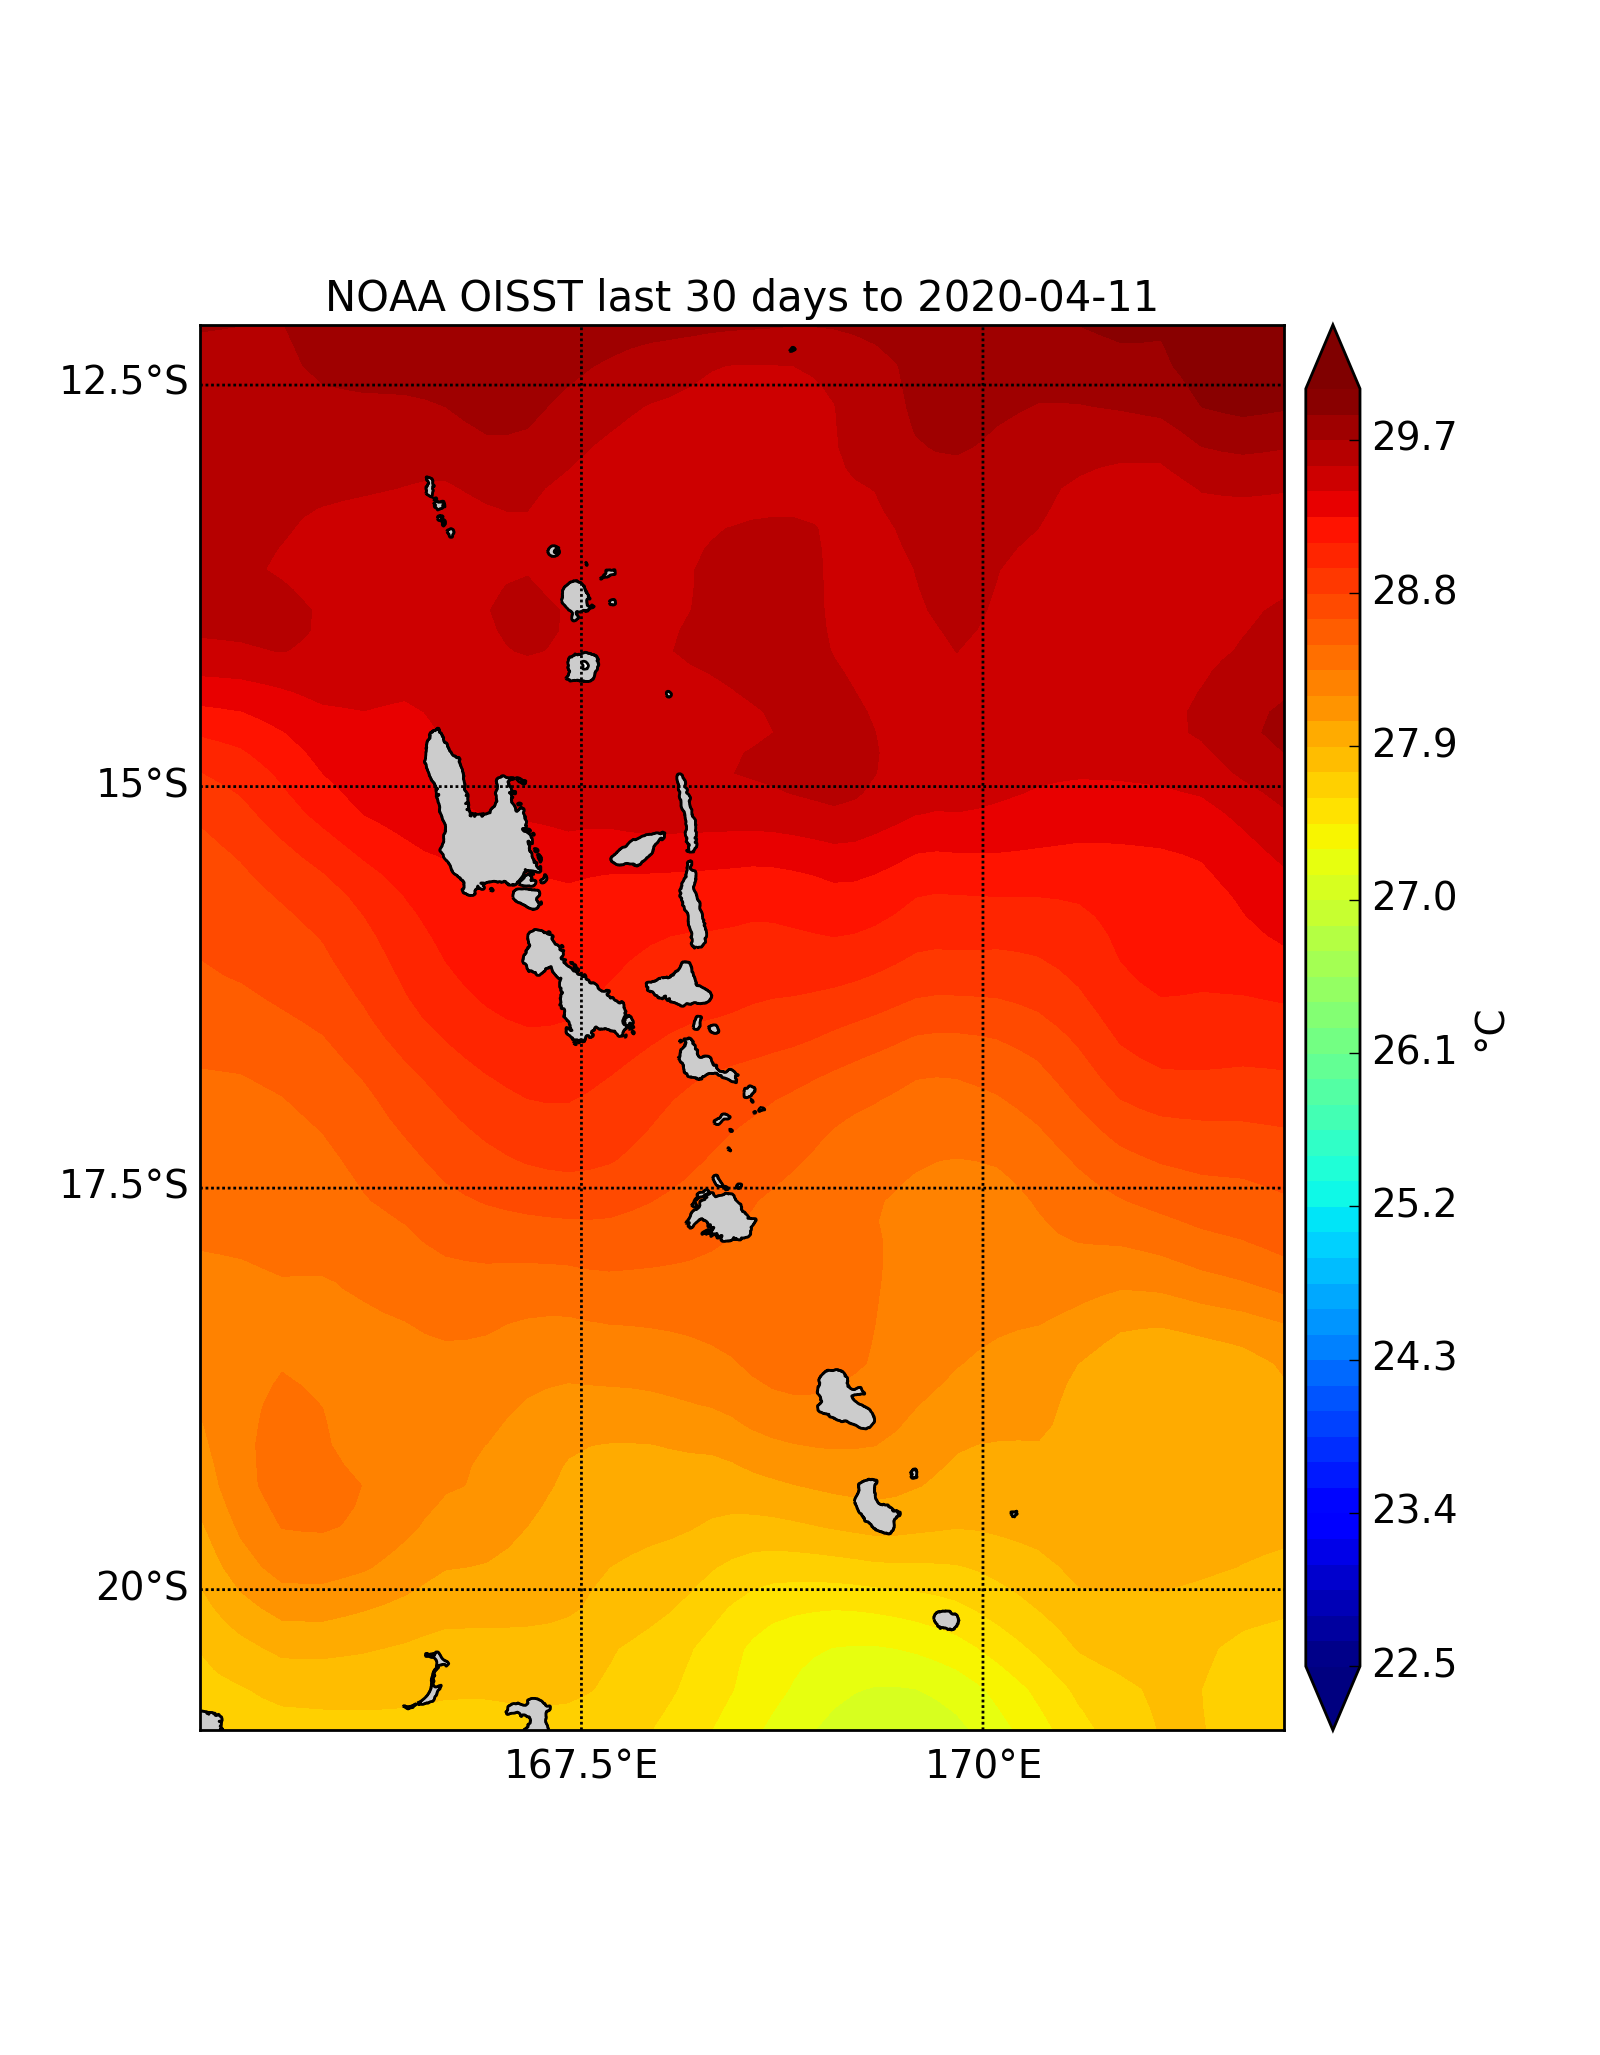 NOAA OISST last 30 days to 2020-04-11
12.5°S
15°S
17.5°S
20°S
167.5°E
170°E
29.7
28.8
27.9
27.0
26.1
25.2
24.3
23.4
22.5
°C